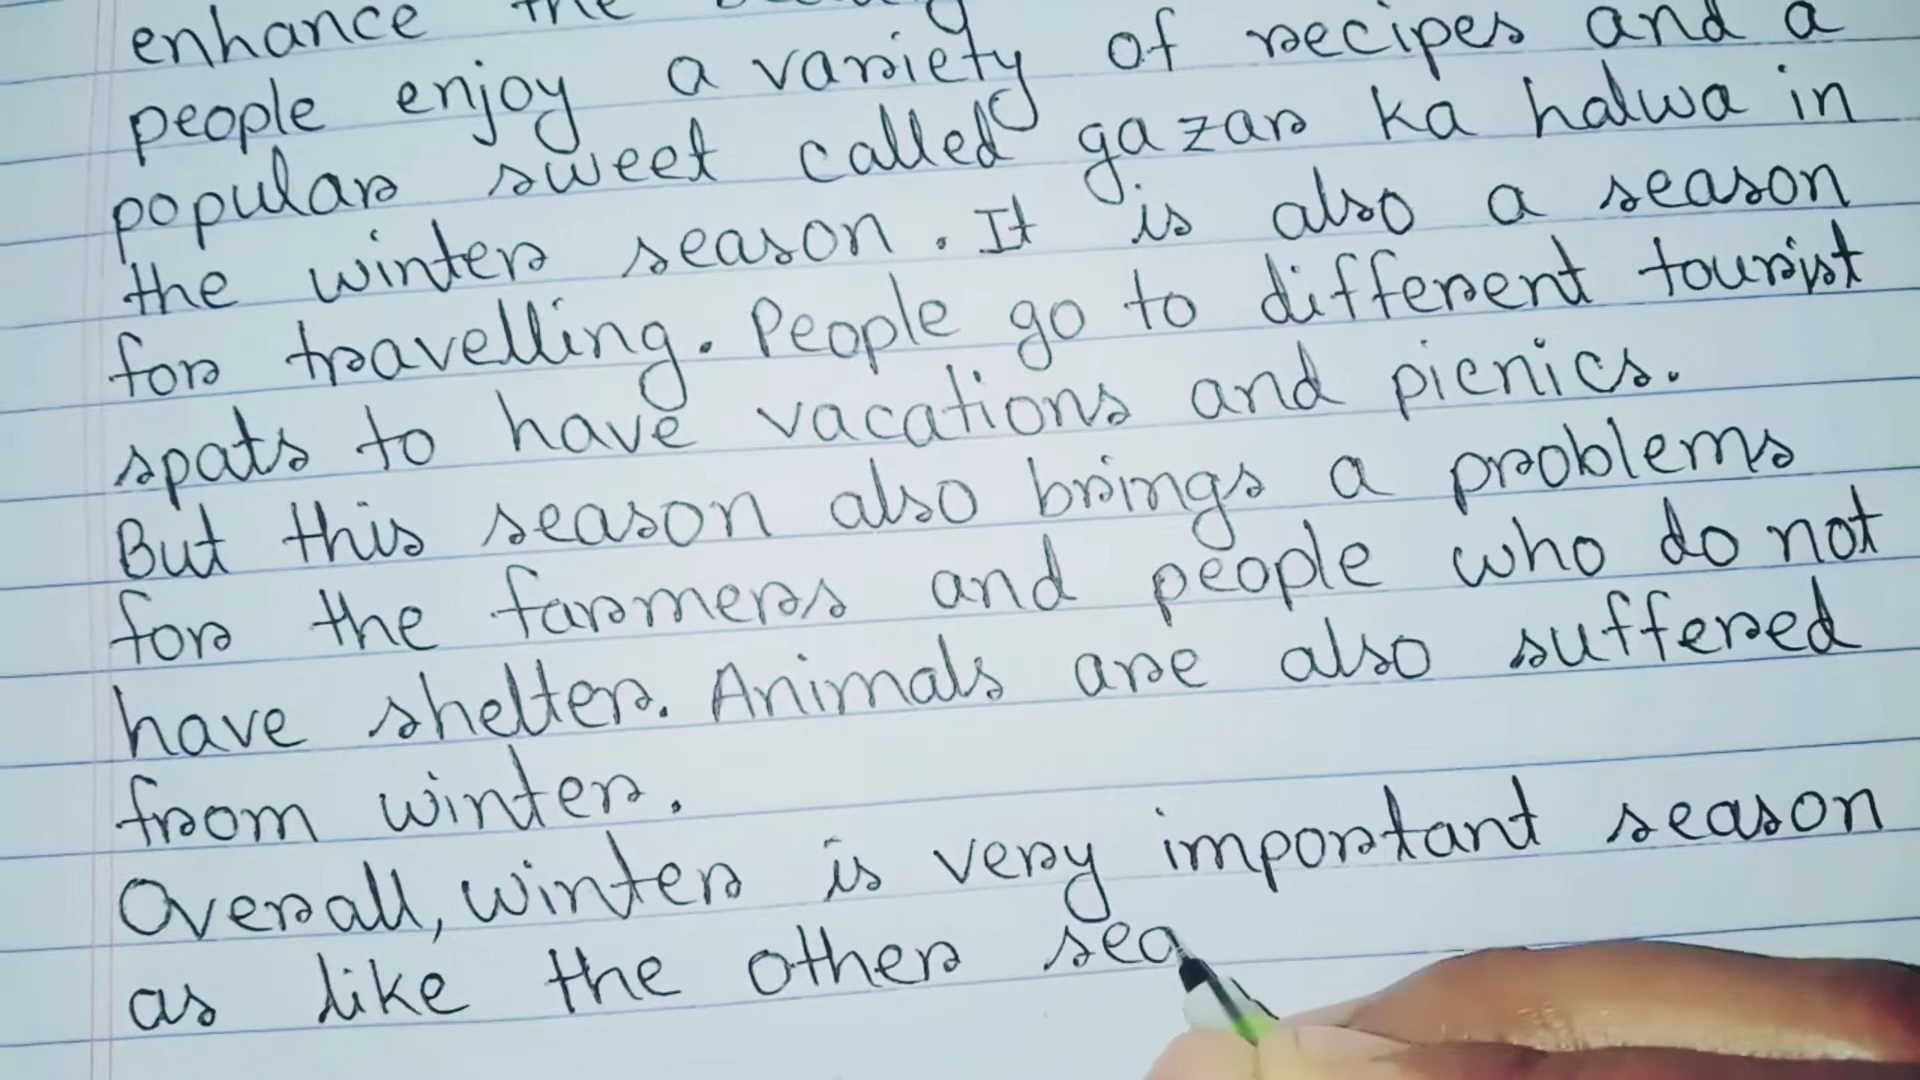 enhance the
people enjoy a variety of recipes and a
popular sweet called gazar ka halwa in
the winter season. It is also a season
for travelling. People go to different tourist
spats to have vacations and picnics.
But this season also brings a problems
for the farmers and people who do not
have shelter. Animals are also suffered
from winter.
Overall, winter is very important season
as like the other sea